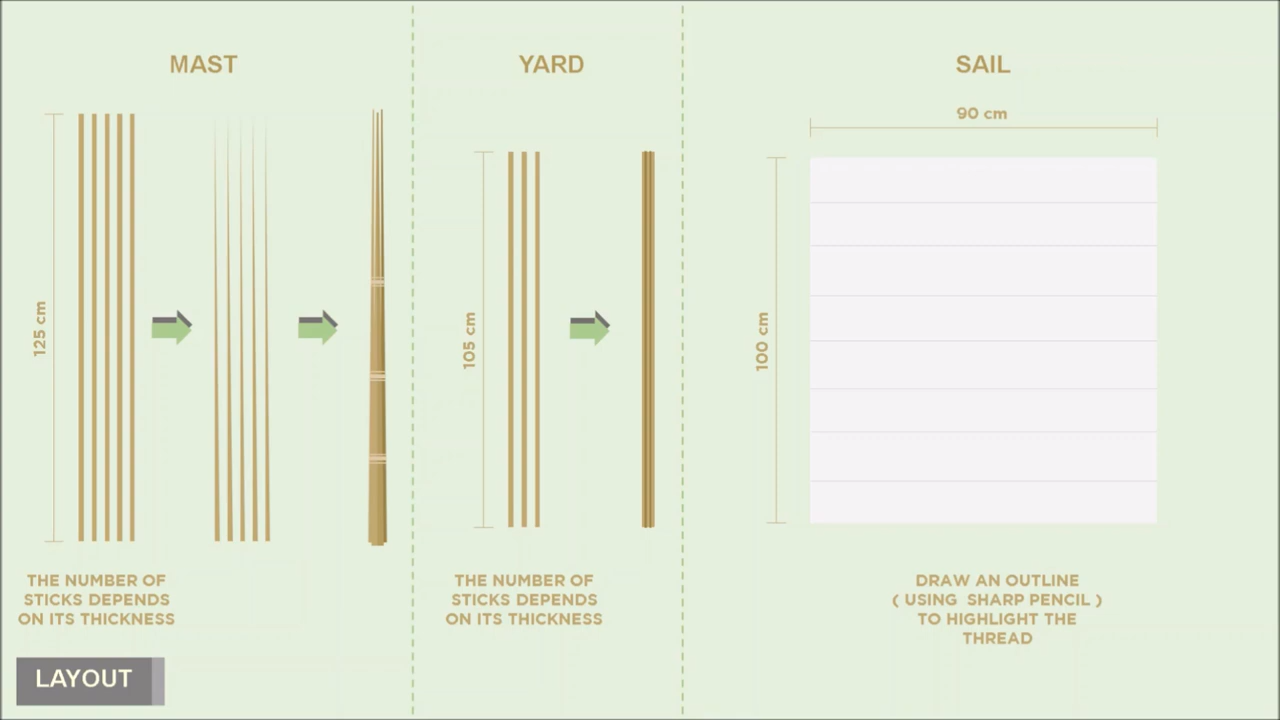 MAST
125 cm
THE NUMBER OF
STICKS DEPENDS
ON ITS THICKNESS
YARD
105 cm
THE NUMBER OF
STICKS DEPENDS
ON ITS THICKNESS
SAIL
90 cm
100 cm
DRAW AN OUTLINE
( USING SHARP PENCIL )
TO HIGHLIGHT THE
THREAD
LAYOUT